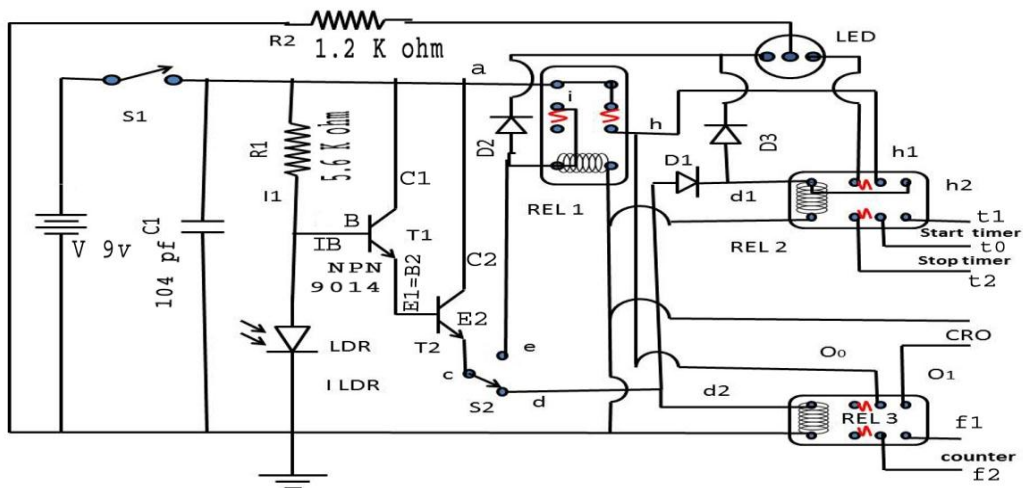 R2
1.2 K ohm
LED
S1
a
i
h
R1
5.6 K ohm
I1
D2
D3
D1
d1
h1
h2
C1
REL 1
REL 2
t1
Start timer
t0
Stop timer
t2
V 9v
C1
104 pf
B
IB
T1
NPN
9014
E1=B2
C2
E2
T2
LDR
I LDR
c
e
S2
d
d2
CRO
O0
O1
REL 3
f1
counter
f2